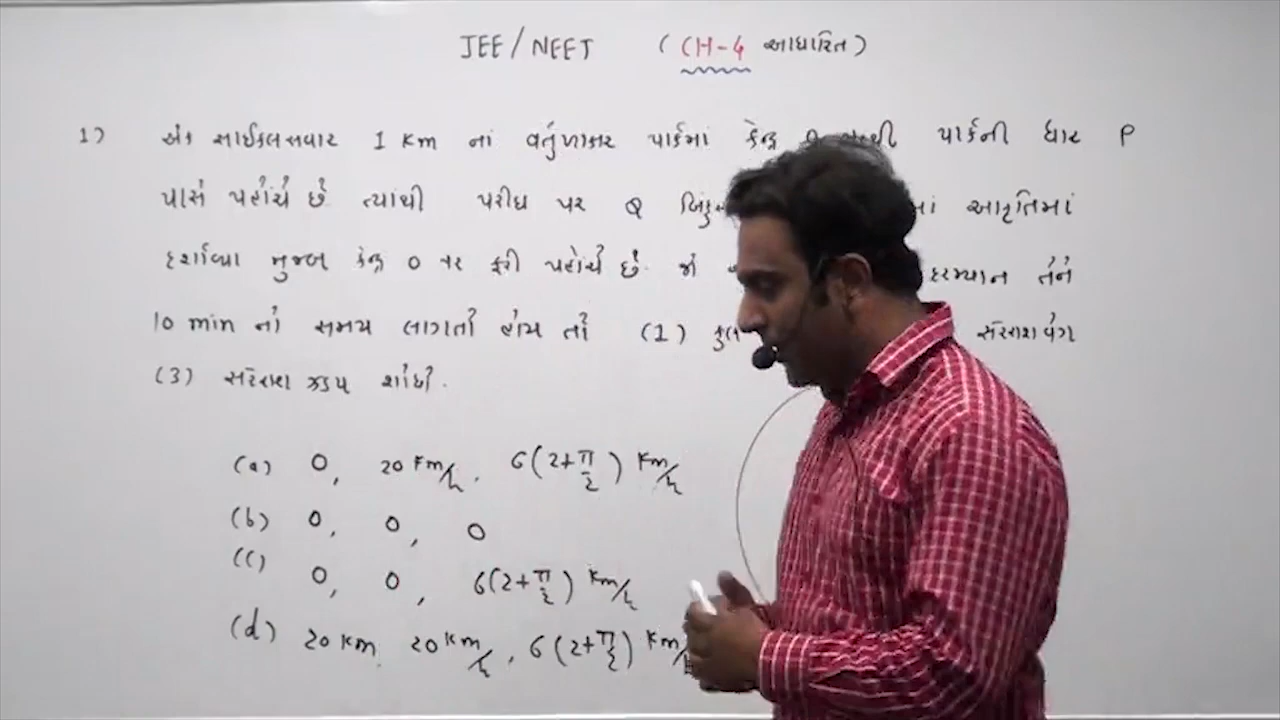 JEE/NEET (CH-4 આધારિત)
1) એક સાઈકલ સવાર 1 Km નાં વર્તુળાકાર પાર્કમાં કેન્દ્ર પાર્કની ધાર P
પાસે પહોંચે છે ત્યાંથી પરીઘ પર Q આકૃતિમાં
દર્શાવ્યા મુજબ કેન્દ્ર O પર ફરી પહોંચે છે. જો દરમ્યાન તેને
10 min નો સમય લાગતો હોય તો (1) કુલ સરેરાશ વેગ
(3) સરેરાશ ઝડપ શોધો.
(a) 0, 20 Km/h, 6(2+π/2) Km/h
(b) 0, 0, 0
(c) 0, 0, 6(2+π/2) Km/h
(d) 20 Km 20 Km/h, 6(2+π/2) Km/h